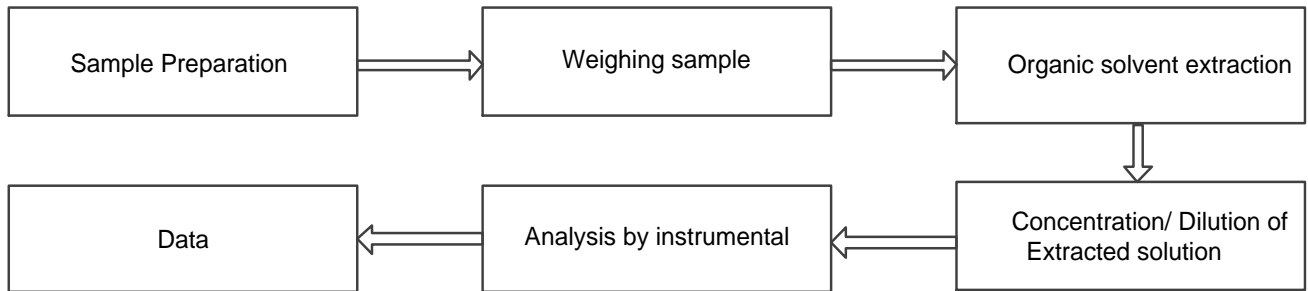 Sample Preparation
Weighing sample
Organic solvent extraction
Concentration/ Dilution of
Extracted solution
Analysis by instrumental
Data